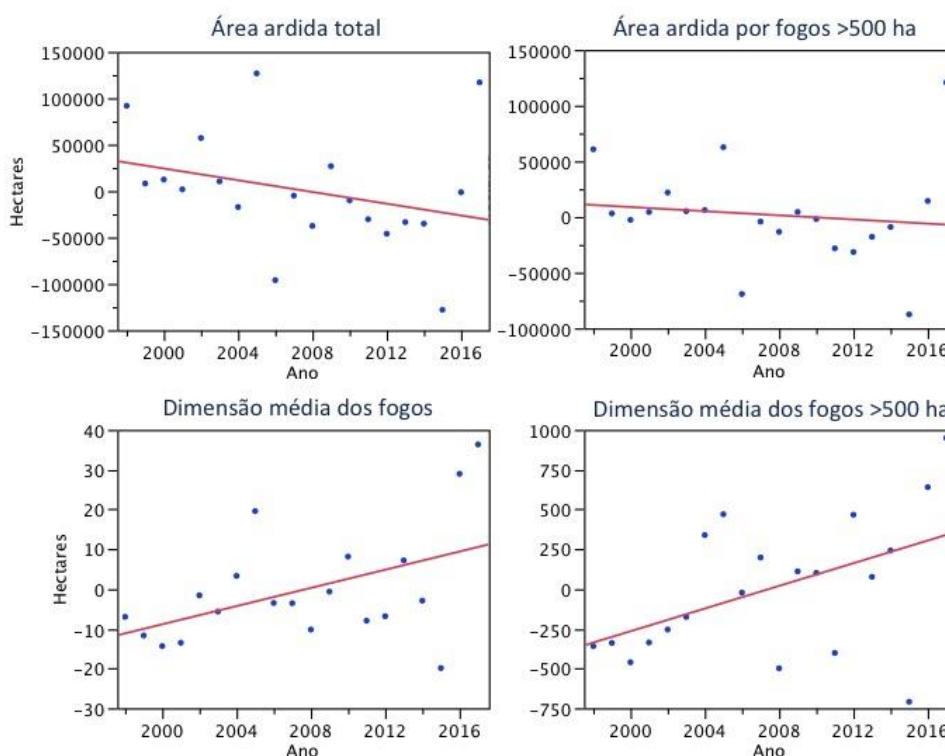 Área ardida total
150000
100000
50000
0
−50000
−100000
−150000
Hectares
2000 2004 2008 2012 2016
Ano
Área ardida por fogos >500 ha
150000
100000
50000
0
−50000
−100000
2000 2004 2008 2012 2016
Ano
Dimensão média dos fogos
40
30
20
10
0
−10
−20
−30
Hectares
2000 2004 2008 2012 2016
Ano
Dimensão média dos fogos >500 ha
1000
750
500
250
0
−250
−500
−750
2000 2004 2008 2012 2016
Ano